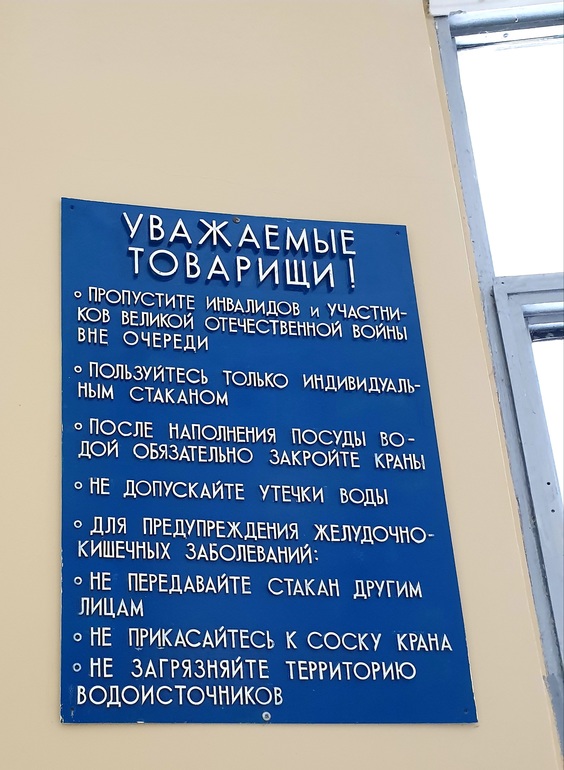 УВАЖАЕМЫЕ
ТОВАРИЩИ!
∘ ПРОПУСТИТЕ ИНВАЛИДОВ и УЧАСТНИ-
КОВ ВЕЛИКОЙ ОТЕЧЕСТВЕННОЙ ВОЙНЫ
ВНЕ ОЧЕРЕДИ
∘ ПОЛЬЗУЙТЕСЬ ТОЛЬКО ИНДИВИДУАЛЬ-
НЫМ СТАКАНОМ
∘ ПОСЛЕ НАПОЛНЕНИЯ ПОСУДЫ ВО-
ДОЙ ОБЯЗАТЕЛЬНО ЗАКРОЙТЕ КРАНЫ
∘ НЕ ДОПУСКАЙТЕ УТЕЧКИ ВОДЫ
∘ ДЛЯ ПРЕДУПРЕЖДЕНИЯ ЖЕЛУДОЧНО-
КИШЕЧНЫХ ЗАБОЛЕВАНИЙ:
∘ НЕ ПЕРЕДАВАЙТЕ СТАКАН ДРУГИМ
ЛИЦАМ
∘ НЕ ПРИКАСАЙТЕСЬ К СОСКУ КРАНА
∘ НЕ ЗАГРЯЗНЯЙТЕ ТЕРРИТОРИЮ
ВОДОИСТОЧНИКОВ